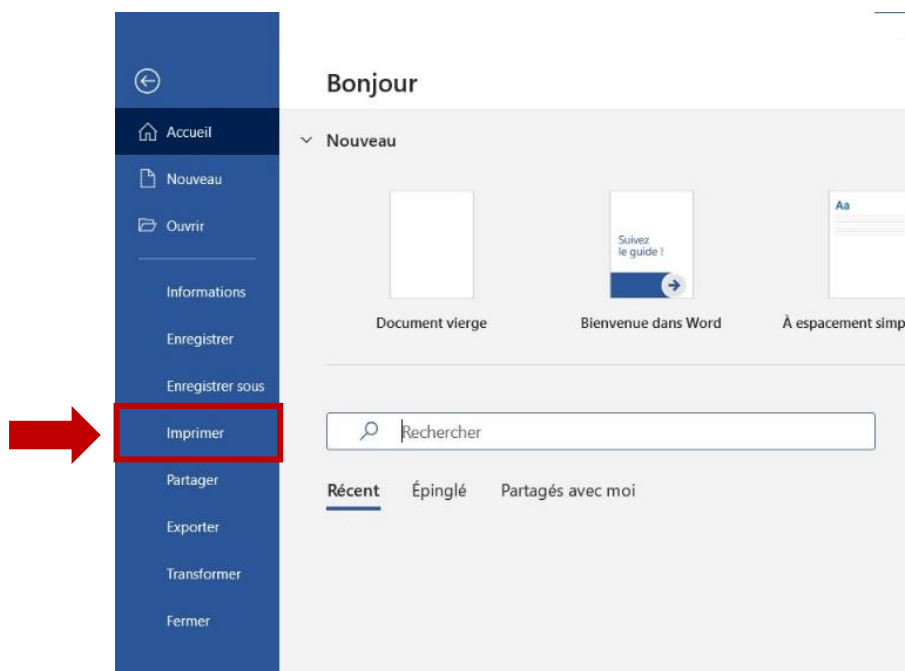 Bonjour
Accueil
Nouveau
Nouveau
Ouvrir
Informations
Enregistrer
Enregistrer sous
Imprimer
Partager
Exporter
Transformer
Fermer
Suivez
le guide !
Aa
Document vierge
Bienvenue dans Word
À espacement simp
Rechercher
Récent Épinglé Partagés avec moi